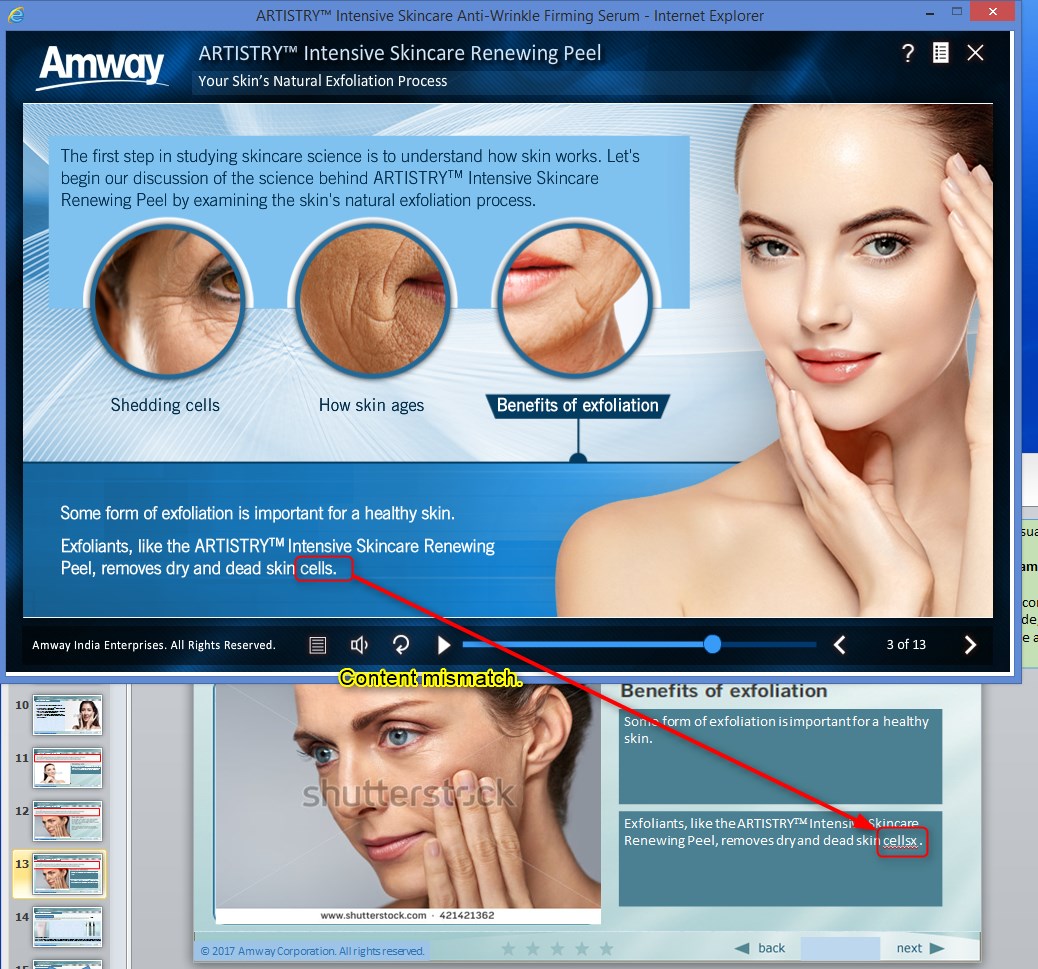 ARTISTRY™ Intensive Skincare Anti-Wrinkle Firming Serum - Internet Explorer
Amway
ARTISTRY™ Intensive Skincare Renewing Peel
Your Skin's Natural Exfoliation Process
?
The first step in studying skincare science is to understand how skin works. Let's
begin our discussion of the science behind ARTISTRY™ Intensive Skincare
Renewing Peel by examining the skin's natural exfoliation process.
Shedding cells
How skin ages
Benefits of exfoliation
Some form of exfoliation is important for a healthy skin.
Exfoliants, like the ARTISTRY™ Intensive Skincare Renewing
Peel, removes dry and dead skin cells.
Amway India Enterprises. All Rights Reserved.
3 of 13
Content mismatch.
10
11
12
13
14
Benefits of exfoliation
Some form of exfoliation is important for a healthy
skin.
Exfoliants, like the ARTISTRY™ Intensive Skincare
Renewing Peel, removes dry and dead skin cellsx .
shutterstock
www.shutterstock.com · 421421362
© 2017 Amway Corporation. All rights reserved.
back
next